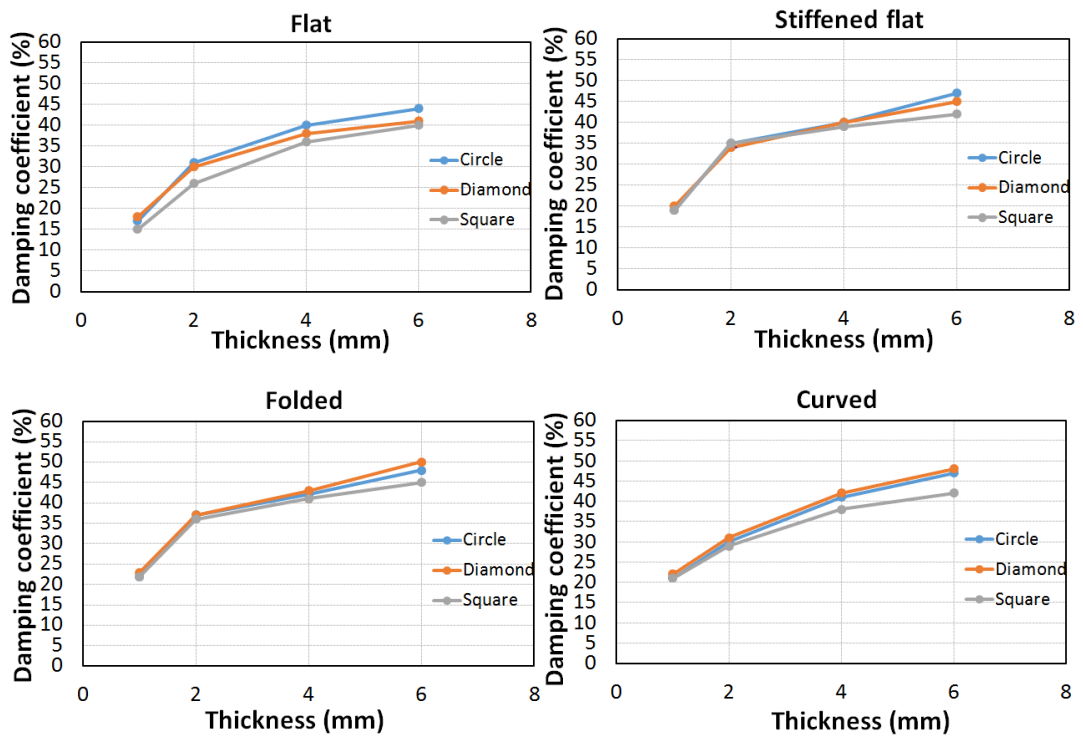 Flat
Damping coefficient (%)
60
55
50
45
40
35
30
25
20
15
10
5
0
0 2 4 6 8
Thickness (mm)
Circle
Diamond
Square
Stiffened flat
Damping coefficient (%)
60
55
50
45
40
35
30
25
20
15
10
5
0
0 2 4 6 8
Thickness (mm)
Circle
Diamond
Square
Folded
Damping coefficient (%)
60
55
50
45
40
35
30
25
20
15
10
5
0
0 2 4 6 8
Thickness (mm)
Circle
Diamond
Square
Curved
Damping coefficient (%)
60
55
50
45
40
35
30
25
20
15
10
5
0
0 2 4 6 8
Thickness (mm)
Circle
Diamond
Square